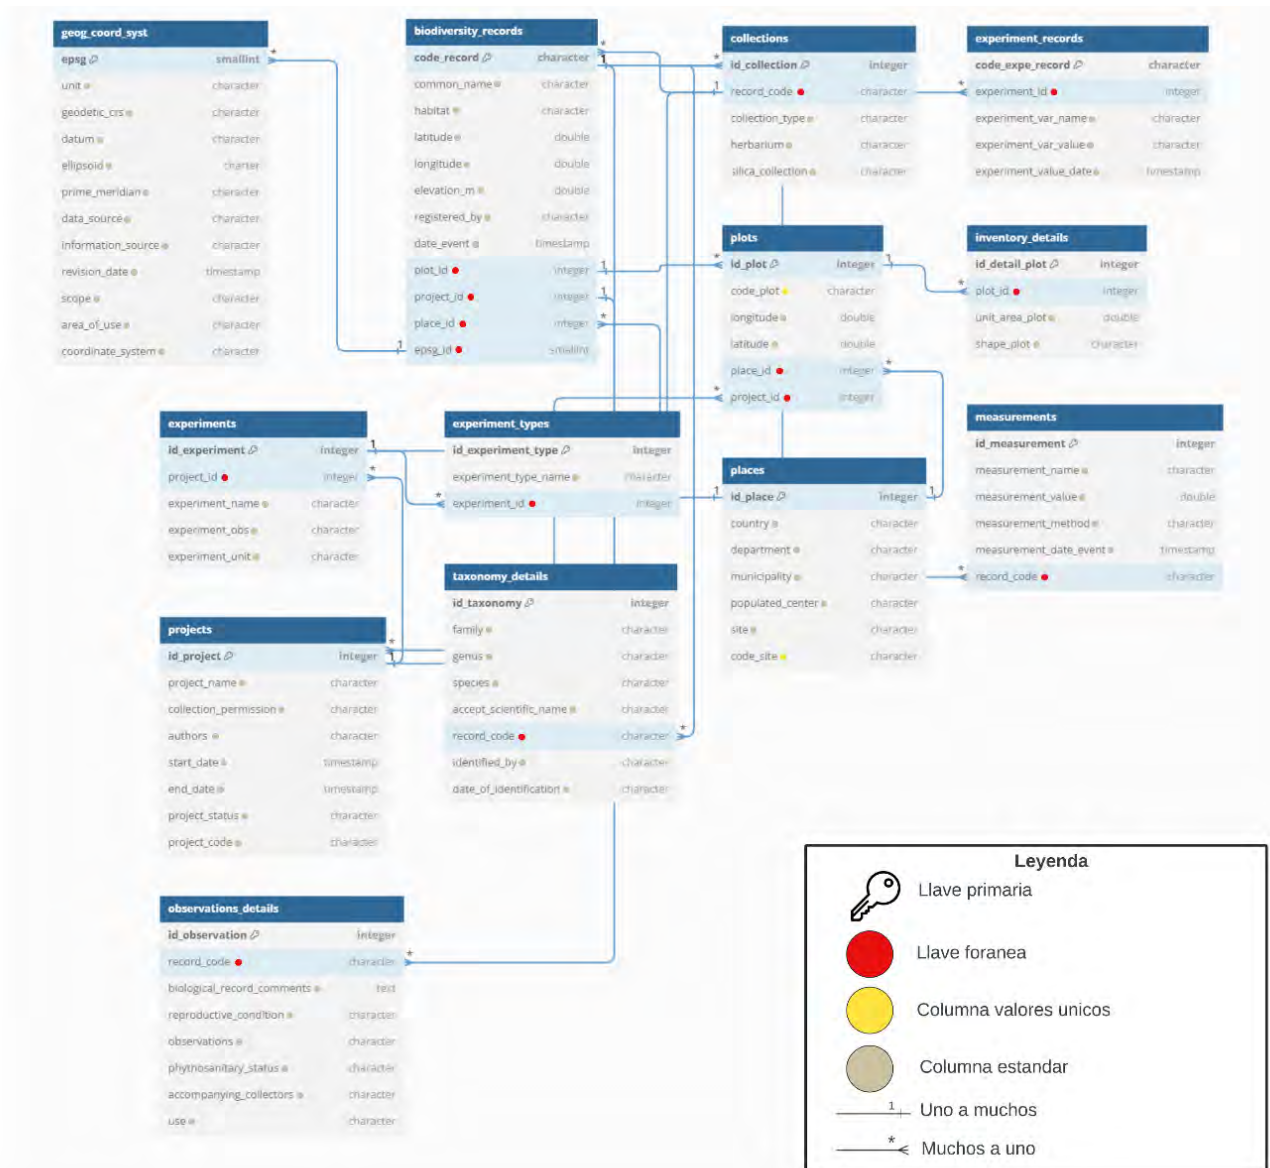 geog_coord_syst
epsg smallint
unit character
geodetic_crs character
datum character
ellipsoid charter
prime_meridian character
data_source character
information_source character
revision_date timestamp
scope character
area_of_use character
coordinate_system character
biodiversity_records
code_record character
common_name character
habitat character
latitude double
longitude double
elevation_m double
registered_by character
date_event timestamp
plot_id integer
project_id integer
place_id integer
epsg_id smallint
collections
id_collection integer
record_code character
collection_type character
herbarium character
silica_collection character
experiment_records
code_expe_record character
experiment_id integer
experiment_var_name character
experiment_var_value character
experiment_value_date timestamp
plots
id_plot integer
code_plot character
longitude double
latitude double
place_id integer
project_id integer
inventory_details
id_detail_plot integer
plot_id integer
unit_area_plot double
shape_plot character
experiments
id_experiment integer
project_id integer
experiment_name character
experiment_obs character
experiment_unit character
experiment_types
id_experiment_type integer
experiment_type_name character
experiment_id integer
places
id_place integer
country character
department character
municipality character
populated_center character
site character
code_site character
measurements
id_measurement integer
measurement_name character
measurement_value double
measurement_method character
measurement_date_event timestamp
record_code character
taxonomy_details
id_taxonomy integer
family character
genus character
species character
accept_scientific_name character
record_code character
identified_by character
date_of_identification character
projects
id_project integer
project_name character
collection_permission character
authors character
start_date timestamp
end_date timestamp
project_status character
project_code character
observations_details
id_observation integer
record_code character
biological_record_comments text
reproductive_condition character
observations character
phytnosanitary_status character
accompanying_collectors character
use character
Leyenda
Llave primaria
Llave foranea
Columna valores unicos
Columna estandar
1 Uno a muchos
* Muchos a uno